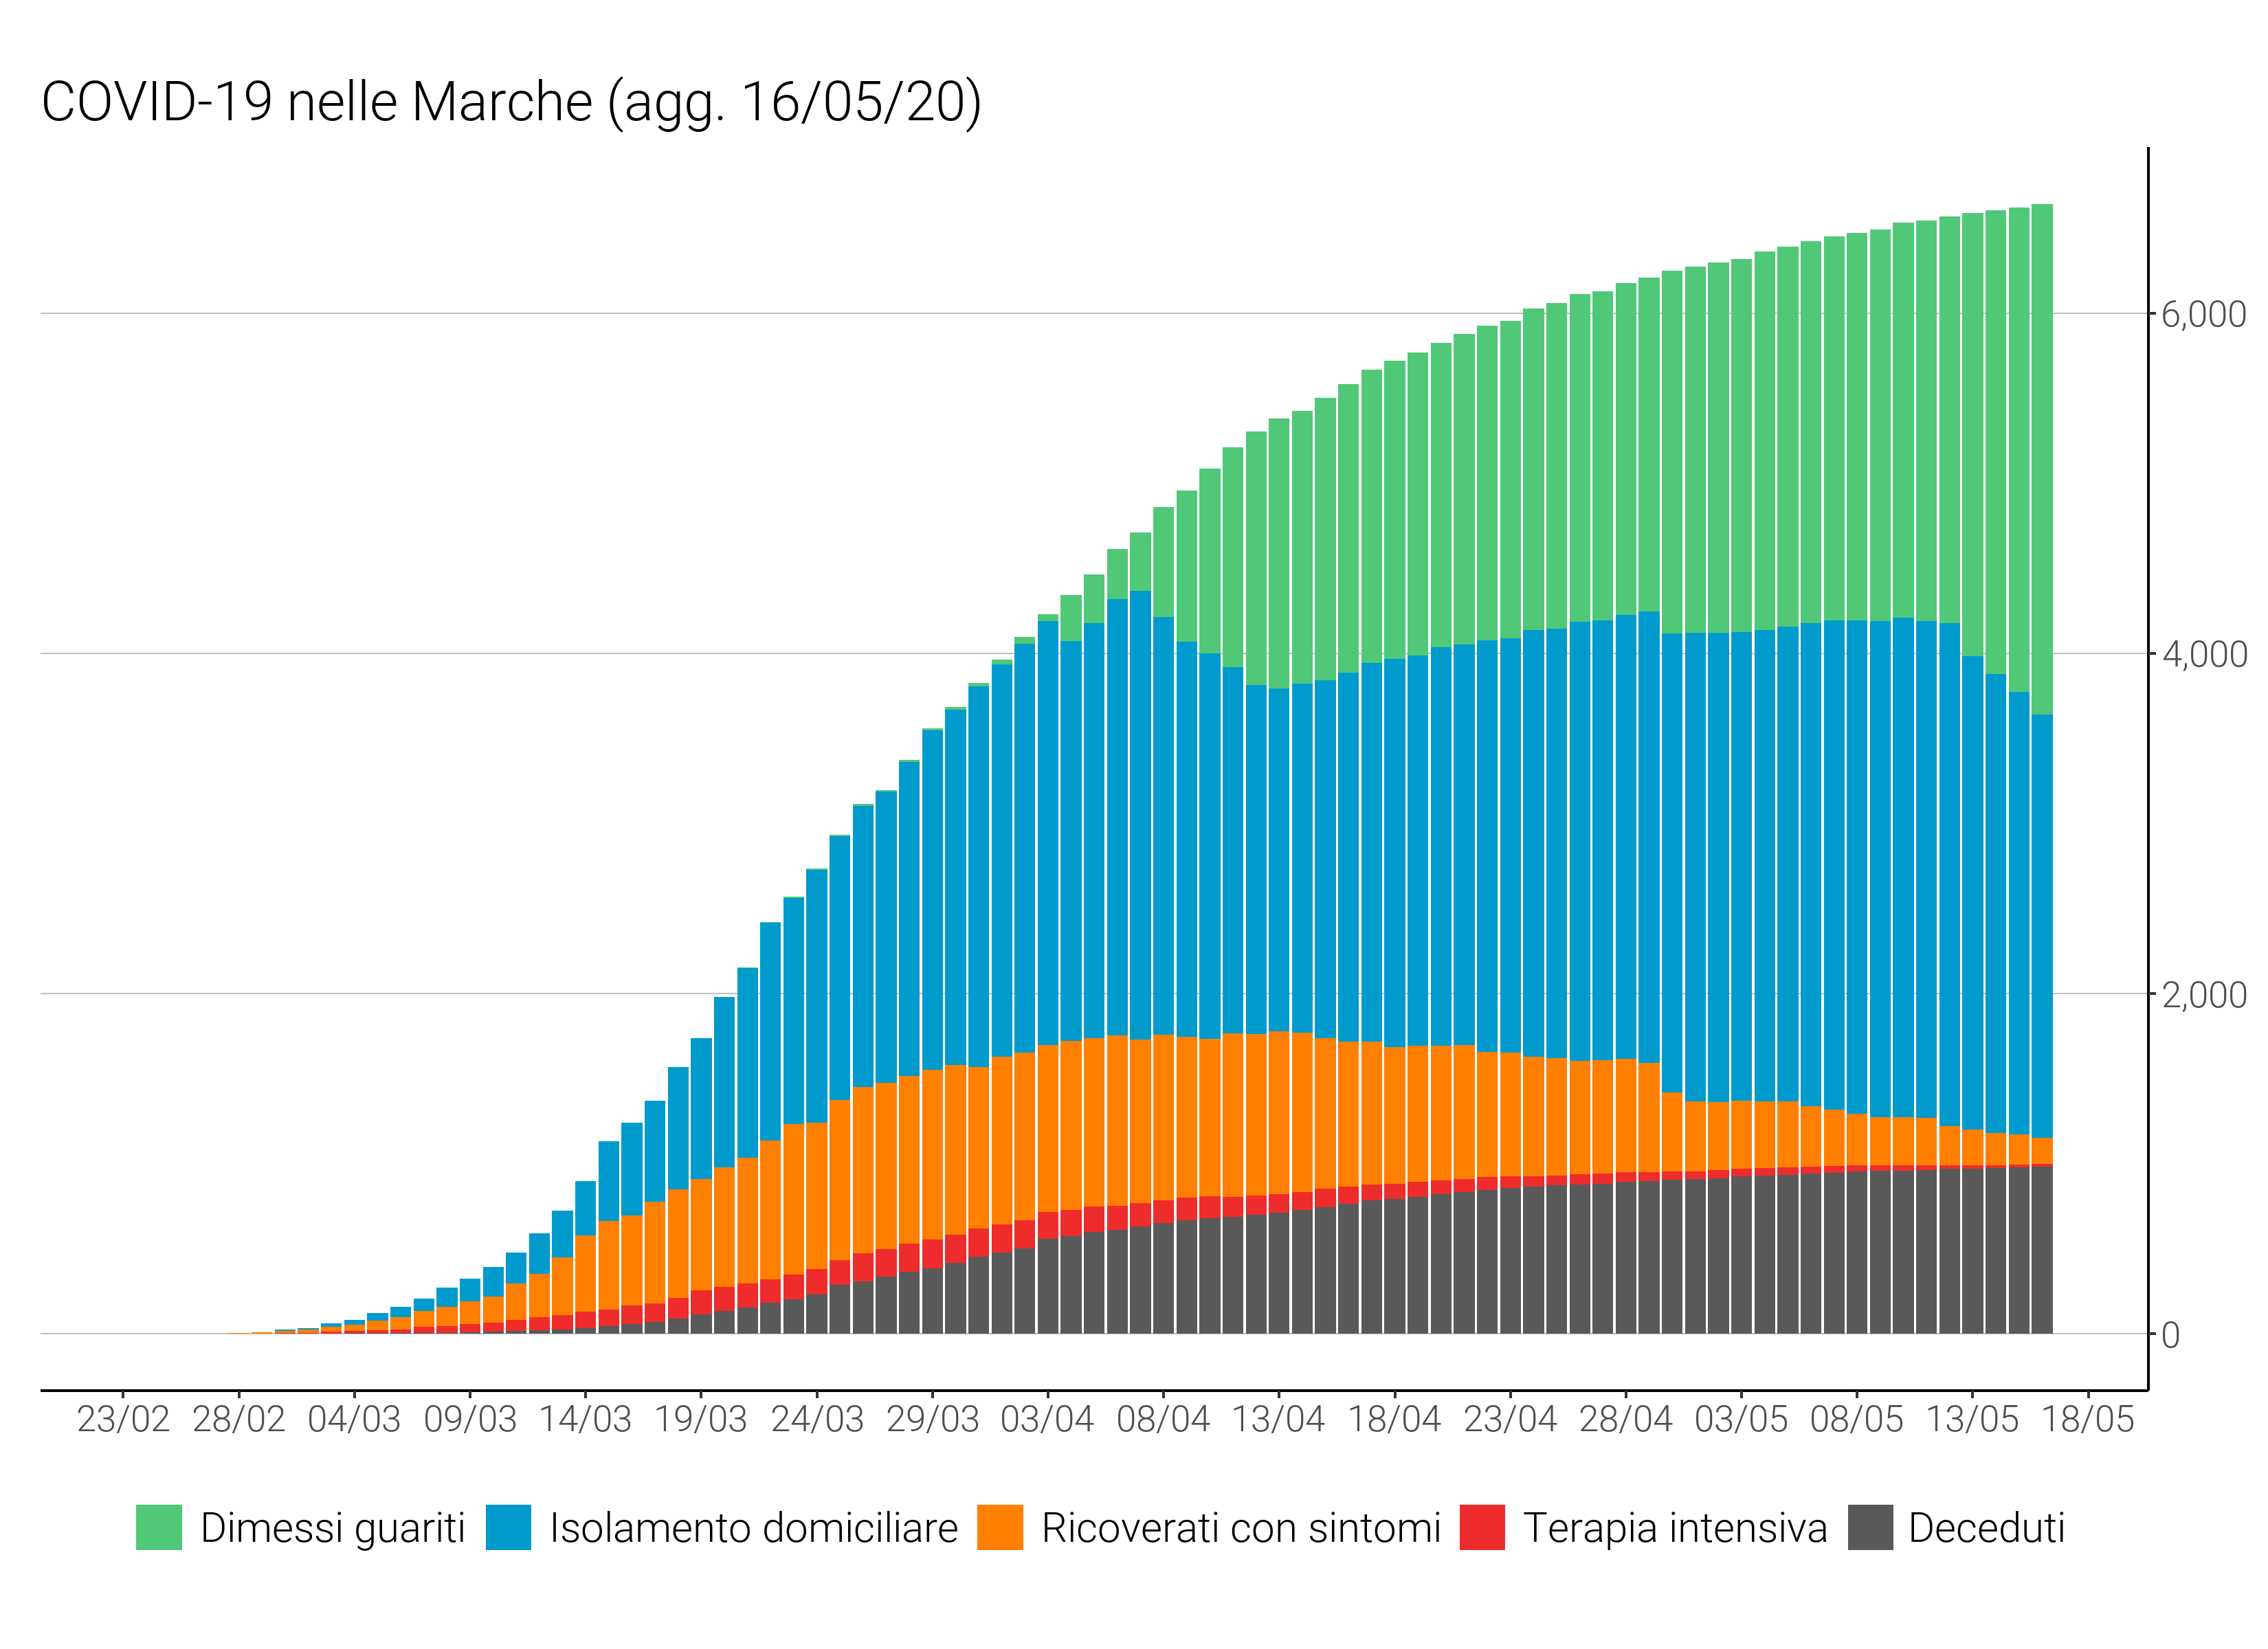 COVID-19 nelle Marche (agg. 16/05/20)
6,000
4,000
2,000
0
23/02 28/02 04/03 09/03 14/03 19/03 24/03 29/03 03/04 08/04 13/04 18/04 23/04 28/04 03/05 08/05 13/05 18/05
Dimessi guariti Isolamento domiciliare Ricoverati con sintomi Terapia intensiva Deceduti